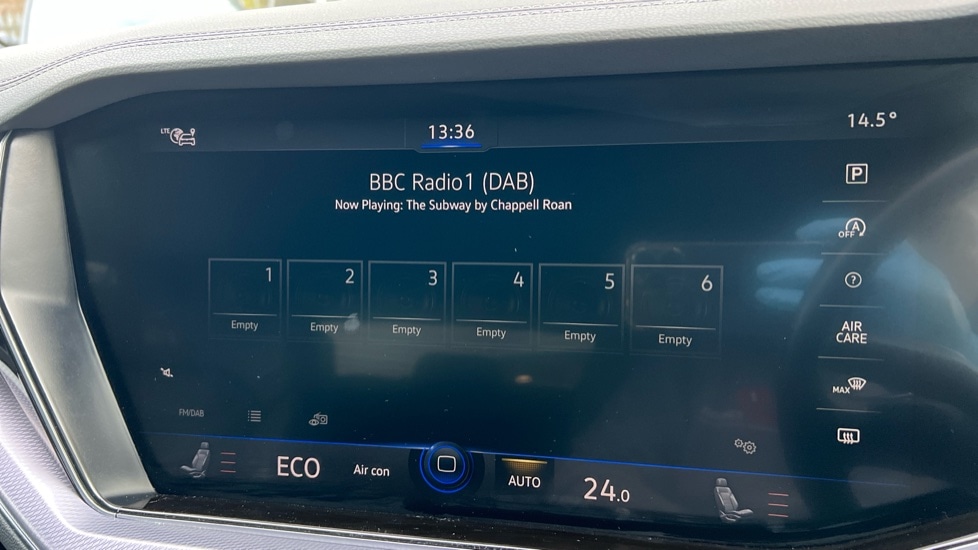 LTE
13:36
14.5°
BBC Radio1 (DAB)
Now Playing: The Subway by Chappell Roan
P
A
OFF
?
1 2 3 4 5 6
Empty Empty Empty Empty Empty Empty
AIR
CARE
MAX
FM/DAB
ECO Air con AUTO 24.0